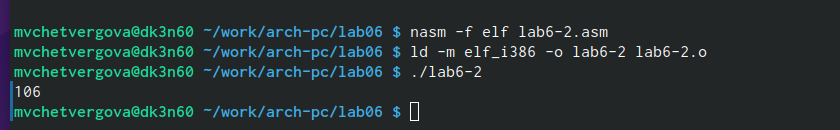 mvchetvergova@dk3n60 ~/work/arch-pc/lab06 $ nasm -f elf lab6-2.asm
mvchetvergova@dk3n60 ~/work/arch-pc/lab06 $ ld -m elf_i386 -o lab6-2 lab6-2.o
mvchetvergova@dk3n60 ~/work/arch-pc/lab06 $ ./lab6-2
106
mvchetvergova@dk3n60 ~/work/arch-pc/lab06 $